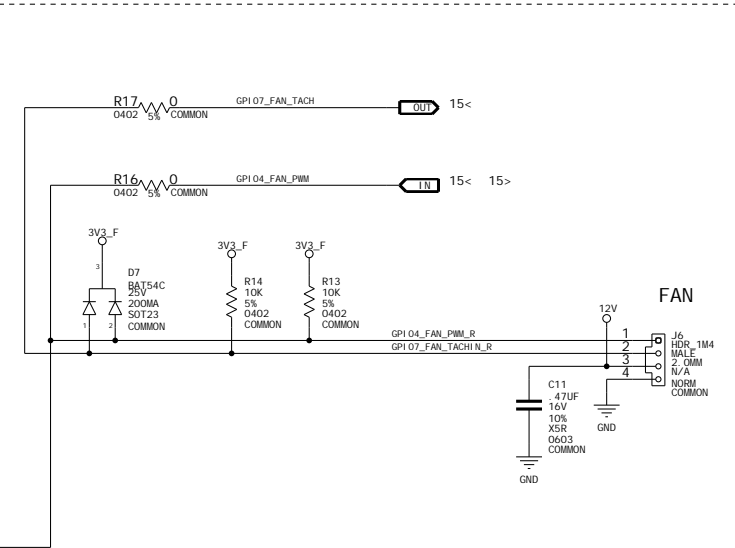 R17 0 GPIO7_FAN_TACH OUT 15<
0402 5% COMMON
R16 0 GPIO4_FAN_PWM IN 15< 15>
0402 5% COMMON
3V3_F
3
D7
BAT54C
25V
200MA
SOT23
COMMON
1 2
3V3_F
R14
10K
5%
0402
COMMON
3V3_F
R13
10K
5%
0402
COMMON
GPIO4_FAN_PWM_R
GPIO7_FAN_TACHIN_R
FAN
12V
1
2
3
4
J6
HDR_1M4
MALE
2.0MM
N/A
NORM
COMMON
C11
.47UF
16V
10%
X5R
0603
COMMON
GND
GND